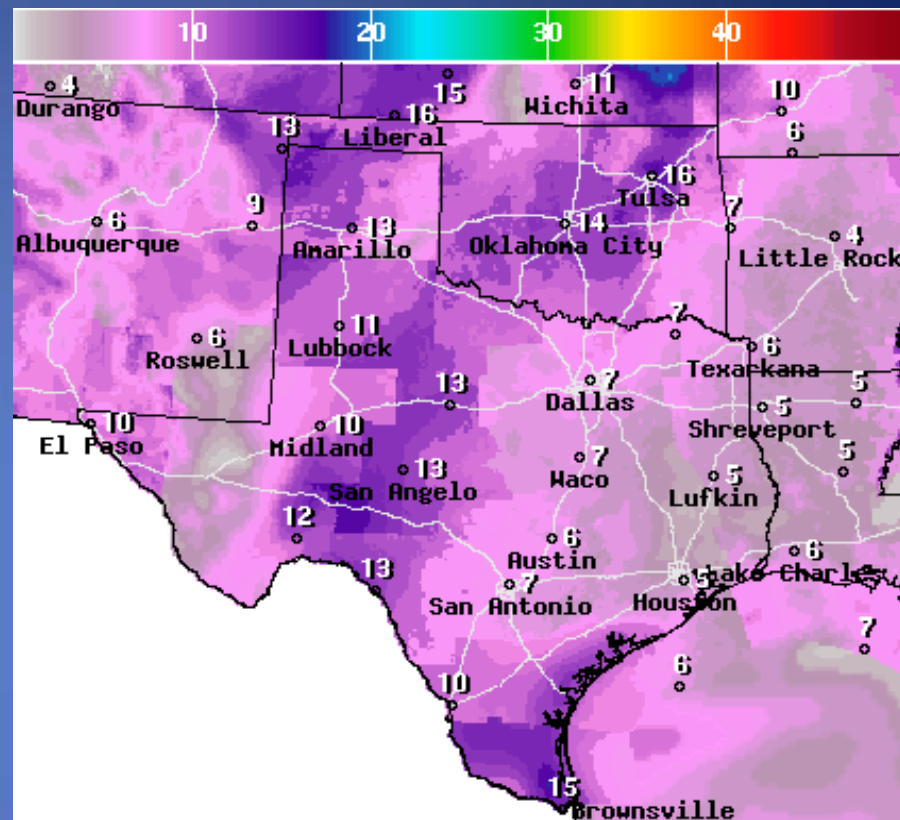 10 20 30 40
4
Durango
15
11
Wichita
10
16
Liberal
13
6
16
Tulsa
6
Albuquerque
9
13
Amarillo
14
Oklahoma City
7
4
Little Rock
6
Roswell
11
Lubbock
7
6
Texarkana
13
7
Dallas
5
5
Shreveport
10
El Paso
10
Midland
13
San Angelo
7
Waco
5
Lufkin
5
12
6
Austin
6
Lake Charles
13
7
San Antonio
5
Houston
7
6
10
15
Brownsville